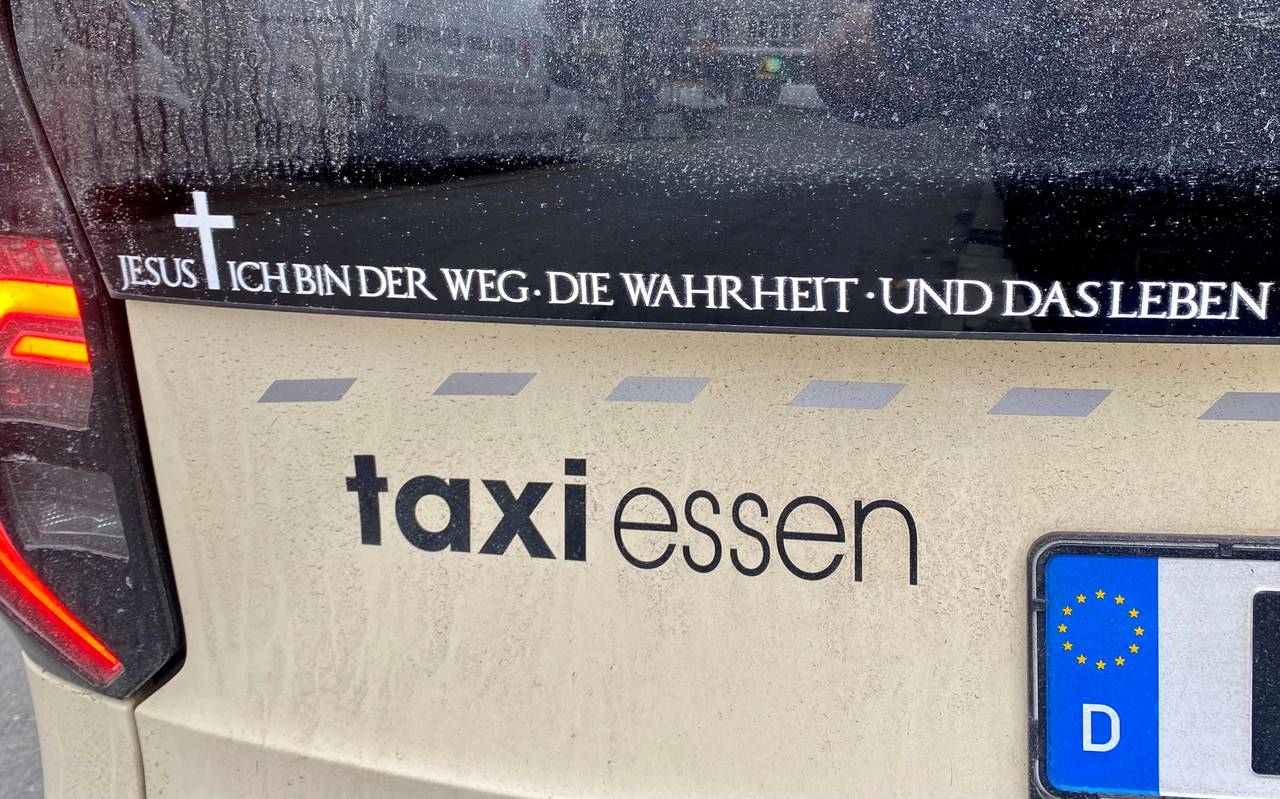 JESUS ICH BIN DER WEG·DIE WAHRHEIT·UND DAS LEBEN
taxi essen
D